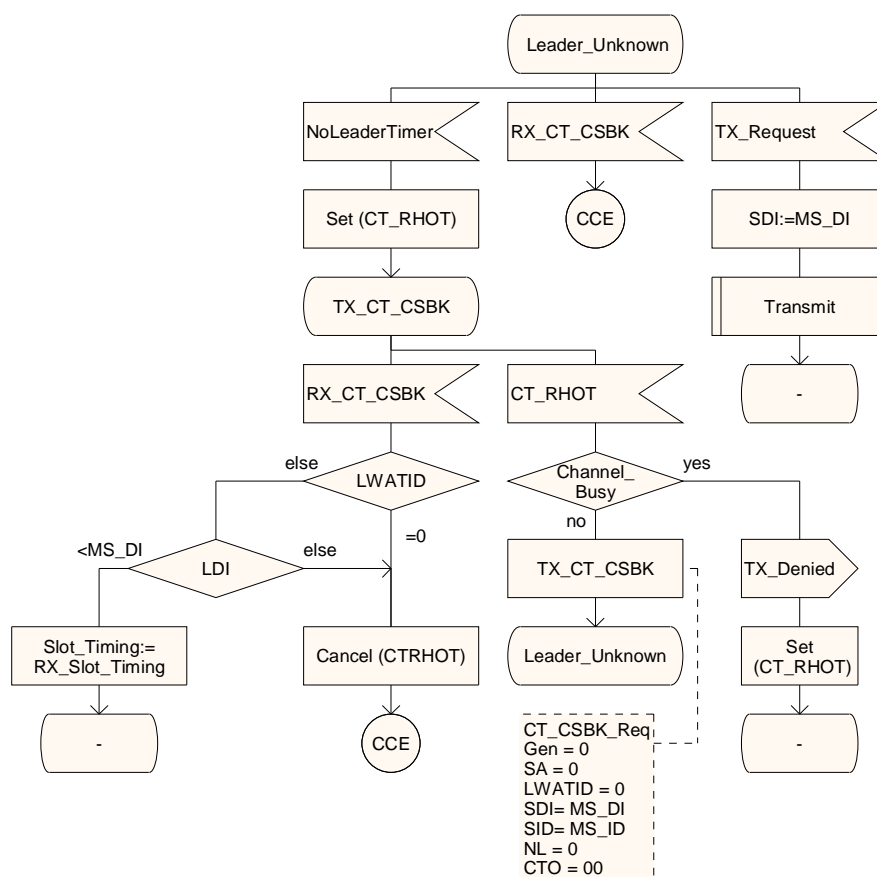 Leader_Unknown
NoLeaderTimer
RX_CT_CSBK
TX_Request
Set (CT_RHOT)
CCE
SDI:=MS_DI
TX_CT_CSBK
Transmit
RX_CT_CSBK
CT_RHOT
-
else
LWATID
Channel_
Busy
yes
=0
no
<MS_DI
LDI
else
TX_CT_CSBK
TX_Denied
Slot_Timing:=
RX_Slot_Timing
Cancel (CTRHOT)
Leader_Unknown
Set
(CT_RHOT)
-
CCE
-
CT_CSBK_Req
Gen = 0
SA = 0
LWATID = 0
SDI= MS_DI
SID= MS_ID
NL = 0
CTO = 00